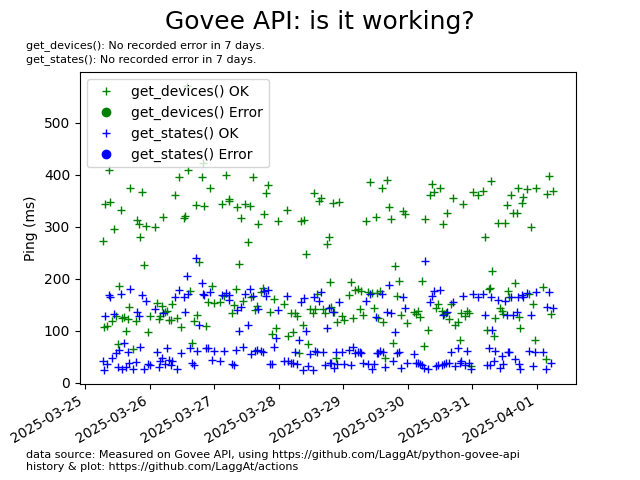 Govee API: is it working?
get_devices(): No recorded error in 7 days.
get_states(): No recorded error in 7 days.
get_devices() OK
get_devices() Error
get_states() OK
get_states() Error
Ping (ms)
500
400
300
200
100
0
2025-03-25
2025-03-26
2025-03-27
2025-03-28
2025-03-29
2025-03-30
2025-03-31
2025-04-01
data source: Measured on Govee API, using https://github.com/LaggAt/python-govee-api
history & plot: https://github.com/LaggAt/actions